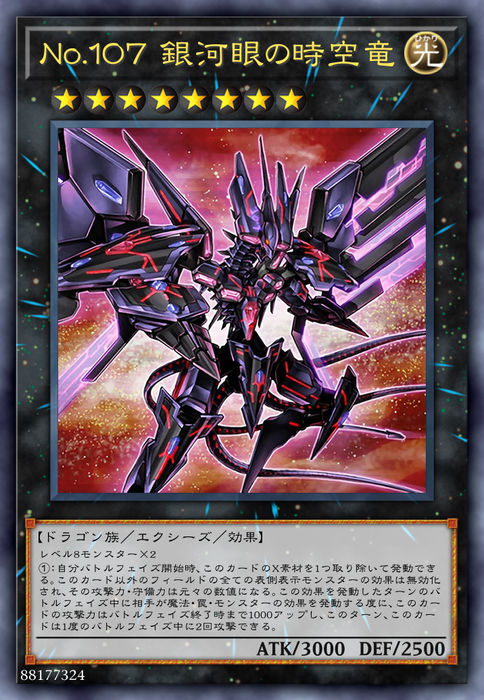 No.107 銀河眼の時空竜
ひかり
光
【ドラゴン族／エクシーズ／効果】
レベル8モンスター×2
①：自分バトルフェイズ開始時、このカードのX素材を1つ取り除いて発動でき
る。このカード以外のフィールドの全ての表側表示モンスターの効果は無効化
され、その攻撃力・守備力は元々の数値になる。この効果を発動したターンのバ
トルフェイズ中に相手が魔法・罠・モンスターの効果を発動する度に、このカー
ドの攻撃力はバトルフェイズ終了時まで1000アップし、このターン、このカー
ドは1度のバトルフェイズ中に2回攻撃できる。
ATK/3000 DEF/2500
88177324